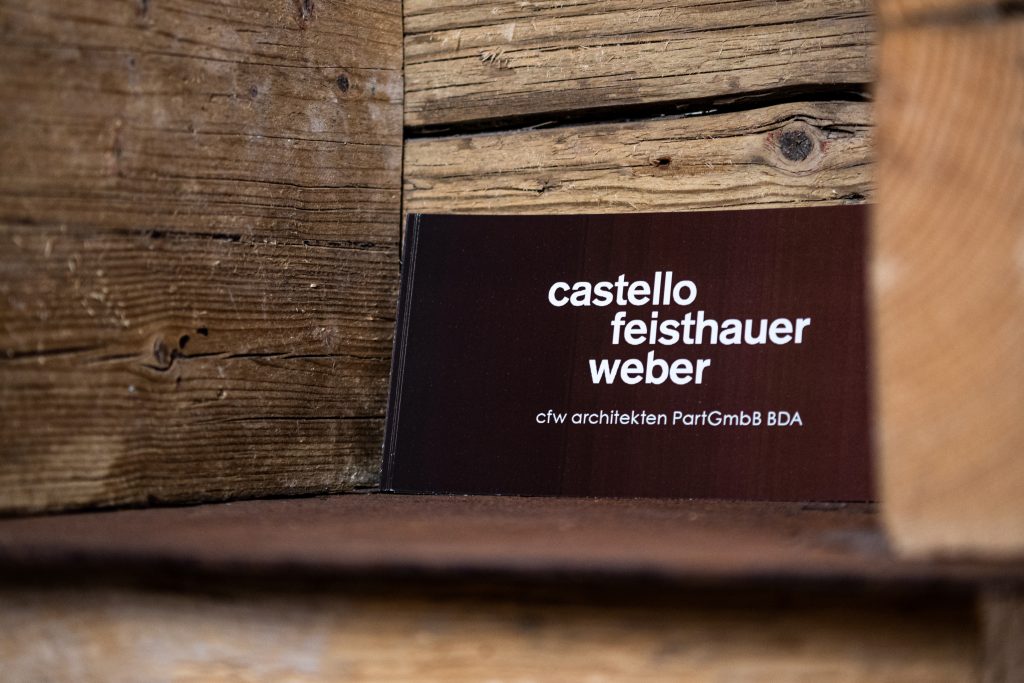 castello
feisthauer
weber
cfw architekten PartGmbB BDA